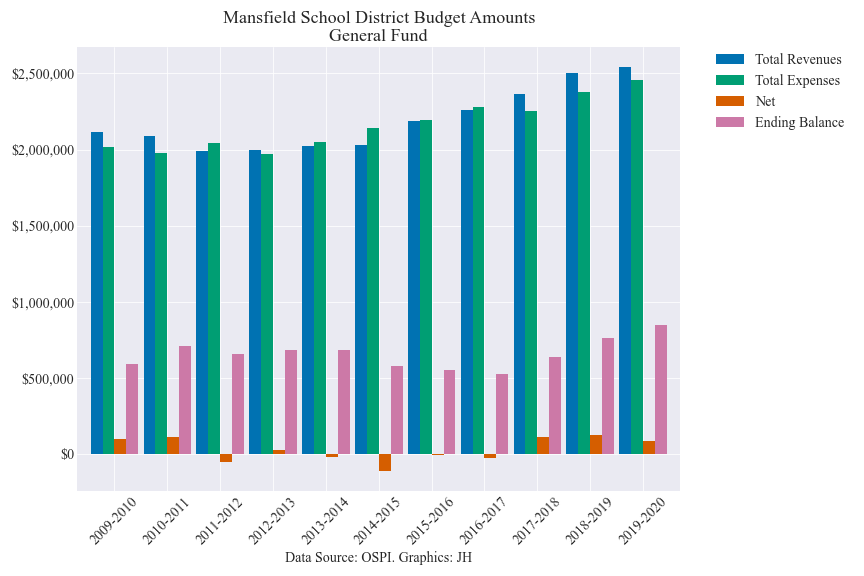 Mansfield School District Budget Amounts
General Fund
Total Revenues
Total Expenses
Net
Ending Balance
$2,500,000
$2,000,000
$1,500,000
$1,000,000
$500,000
$0
2009-2010
2010-2011
2011-2012
2012-2013
2013-2014
2014-2015
2015-2016
2016-2017
2017-2018
2018-2019
2019-2020
Data Source: OSPI. Graphics: JH